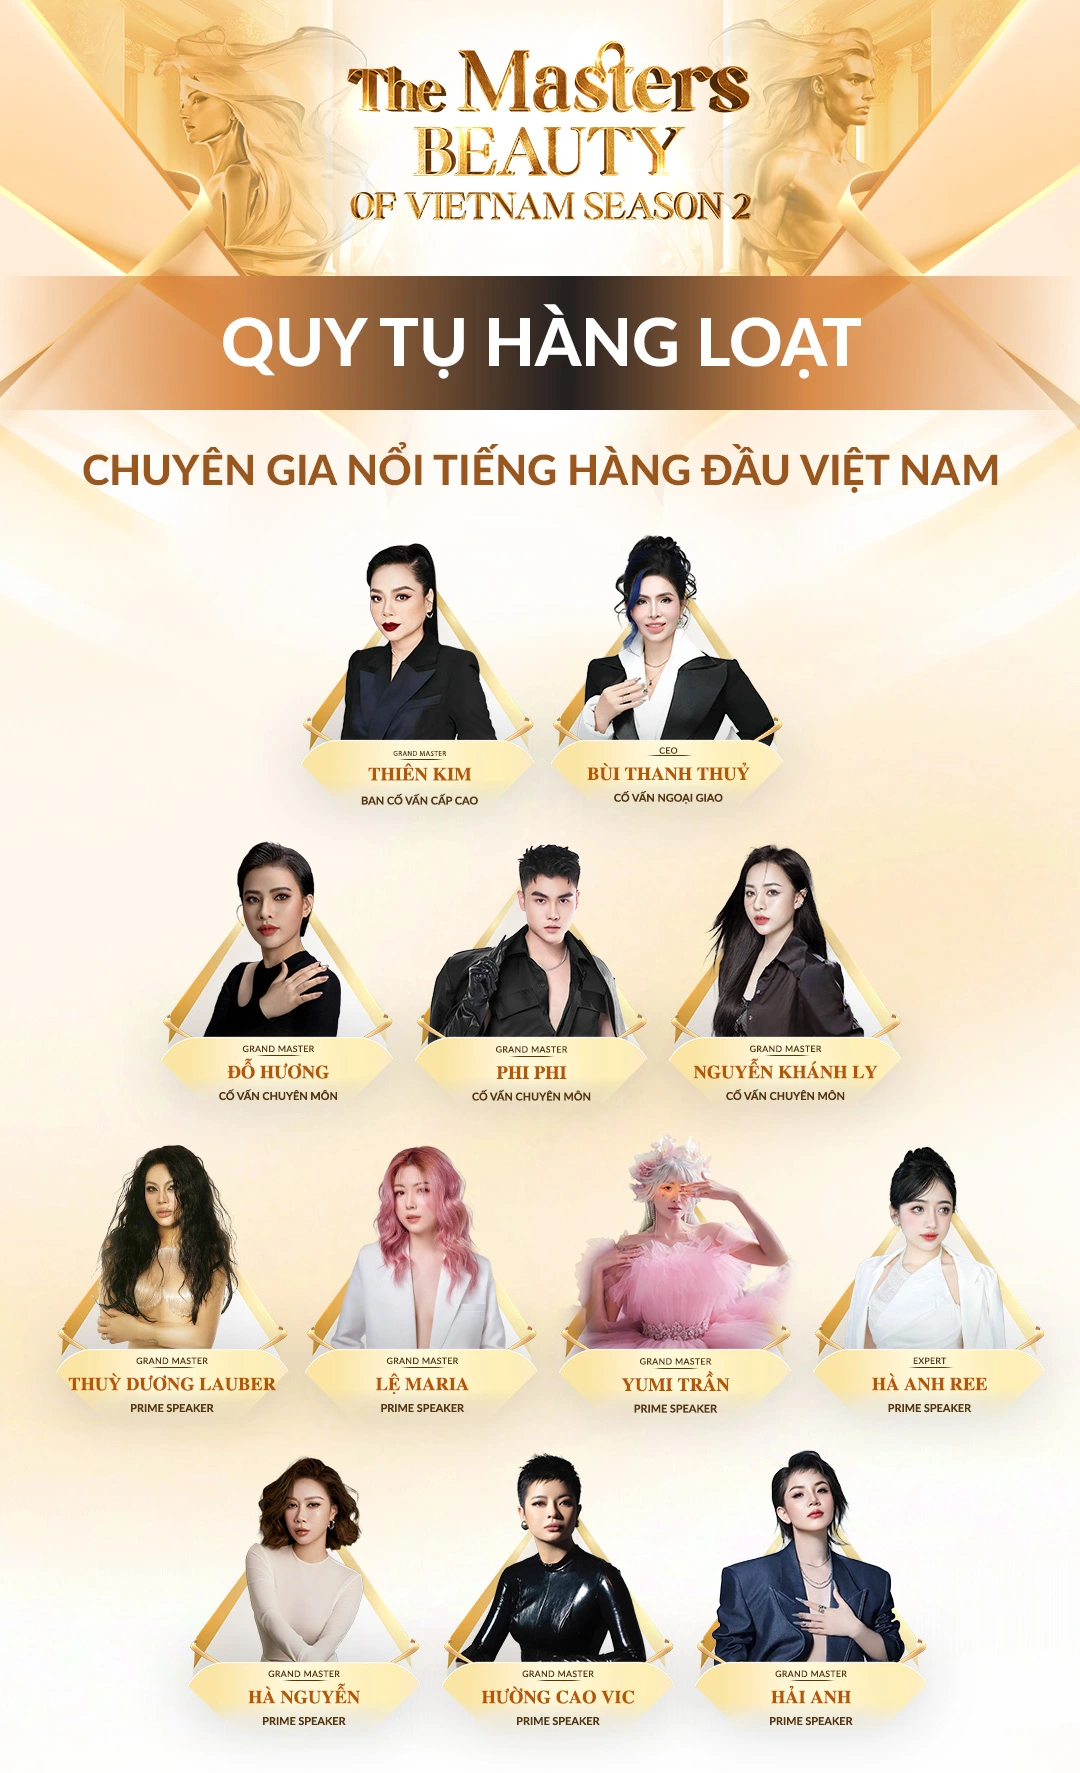 The Masters
BEAUTY
OF VIETNAM SEASON 2
QUY TỤ HÀNG LOẠT
CHUYÊN GIA NỔI TIẾNG HÀNG ĐẦU VIỆT NAM
GRAND MASTER
THIÊN KIM
BAN CỐ VẤN CẤP CAO
CEO
BÙI THANH THUỶ
CỐ VẤN NGOẠI GIAO
GRAND MASTER
ĐỖ HƯƠNG
CỐ VẤN CHUYÊN MÔN
GRAND MASTER
PHI PHI
CỐ VẤN CHUYÊN MÔN
GRAND MASTER
NGUYỄN KHÁNH LY
CỐ VẤN CHUYÊN MÔN
GRAND MASTER
THUỲ DƯƠNG LAUBER
PRIME SPEAKER
GRAND MASTER
LỆ MARIA
PRIME SPEAKER
GRAND MASTER
YUMI TRẦN
PRIME SPEAKER
EXPERT
HÀ ANH REE
PRIME SPEAKER
GRAND MASTER
HÀ NGUYỄN
PRIME SPEAKER
GRAND MASTER
HƯỜNG CAO VIC
PRIME SPEAKER
GRAND MASTER
HẢI ANH
PRIME SPEAKER